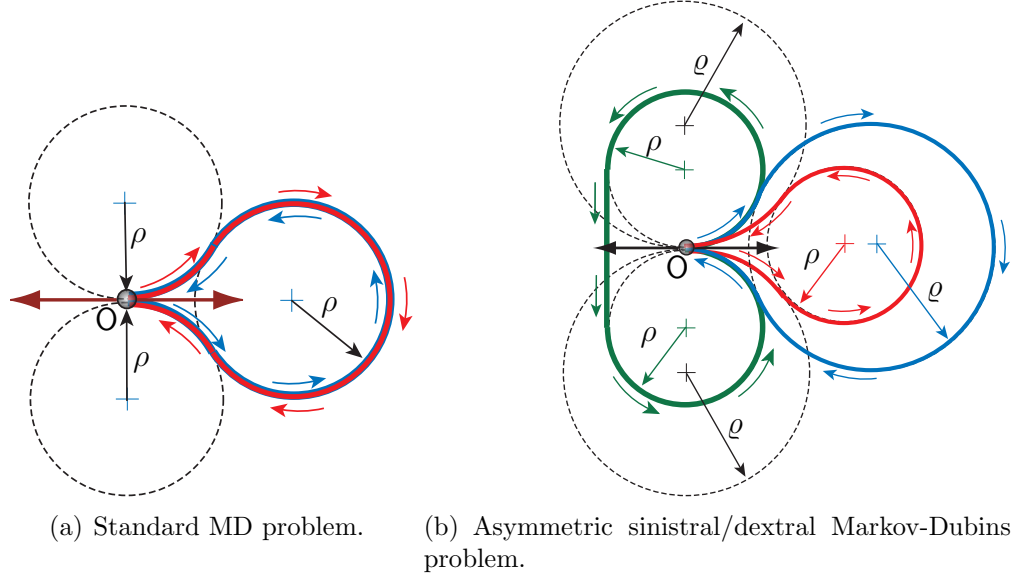 ρ
ρ
ρ
O
ϱ
ρ
ρ
ϱ
O
ρ
ϱ
(a) Standard MD problem.
(b) Asymmetric sinistral/dextral Markov-Dubins
problem.